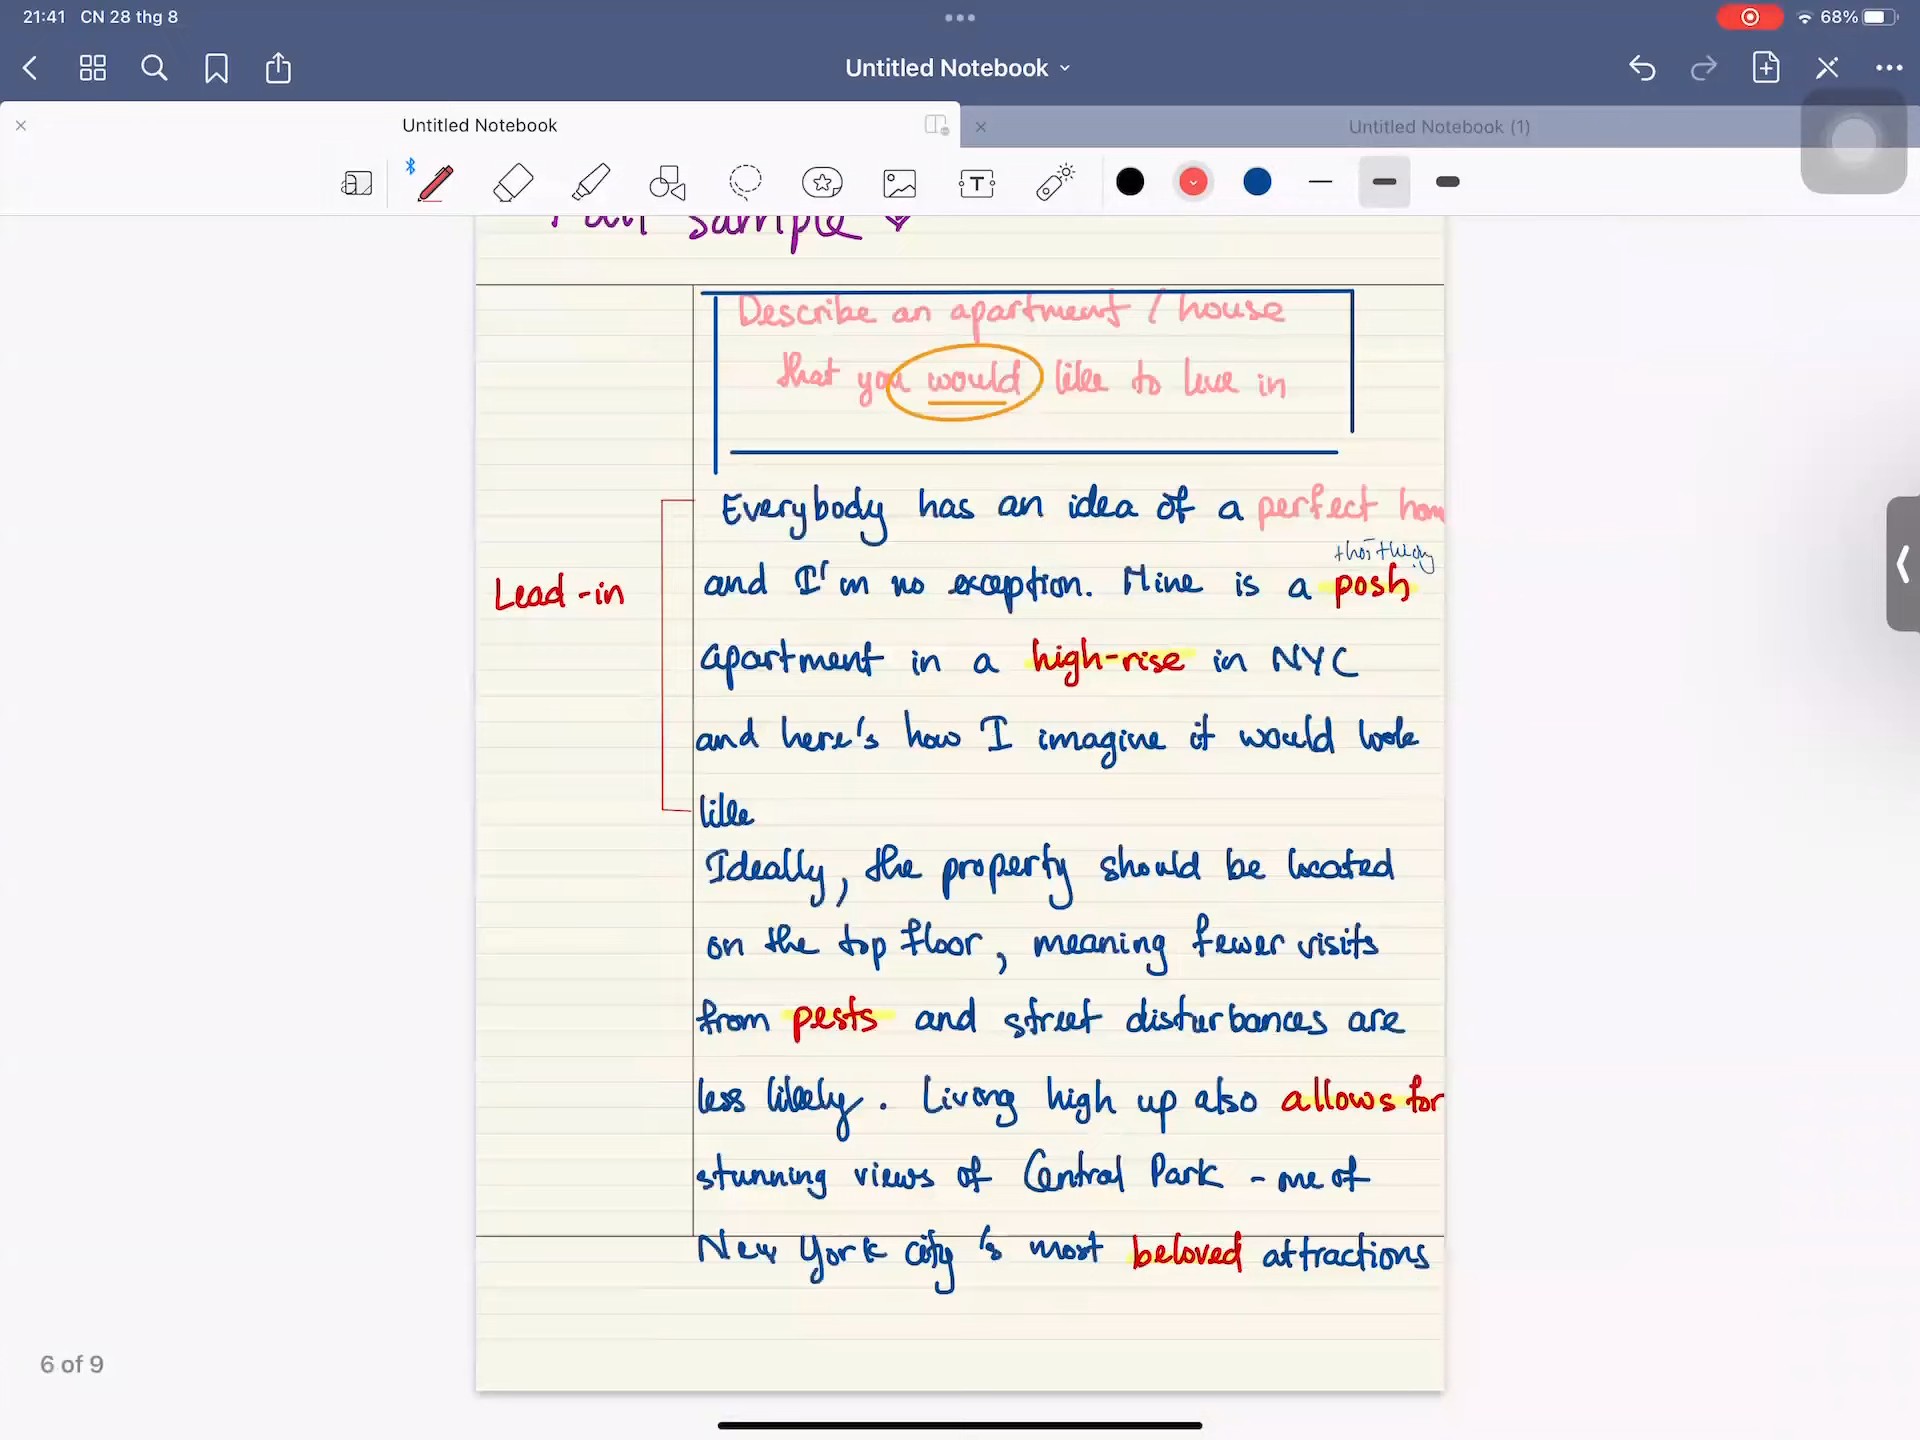 21:41 CN 28 thg 8
68%
Untitled Notebook
Untitled Notebook
Untitled Notebook (1)
sample
Describe an apartment / house
that you would like to live in
Everybody has an idea of a perfect hom
thời thượng
Lead-in
and I'm no exception. Mine is a posh
apartment in a high-rise in NYC
and here's how I imagine it would look
like
Ideally, the property should be located
on the top floor, meaning fewer visits
from pests and street disturbances are
less likely. Living high up also allows for
stunning views of Central Park - one of
New York city's most beloved attractions
6 of 9